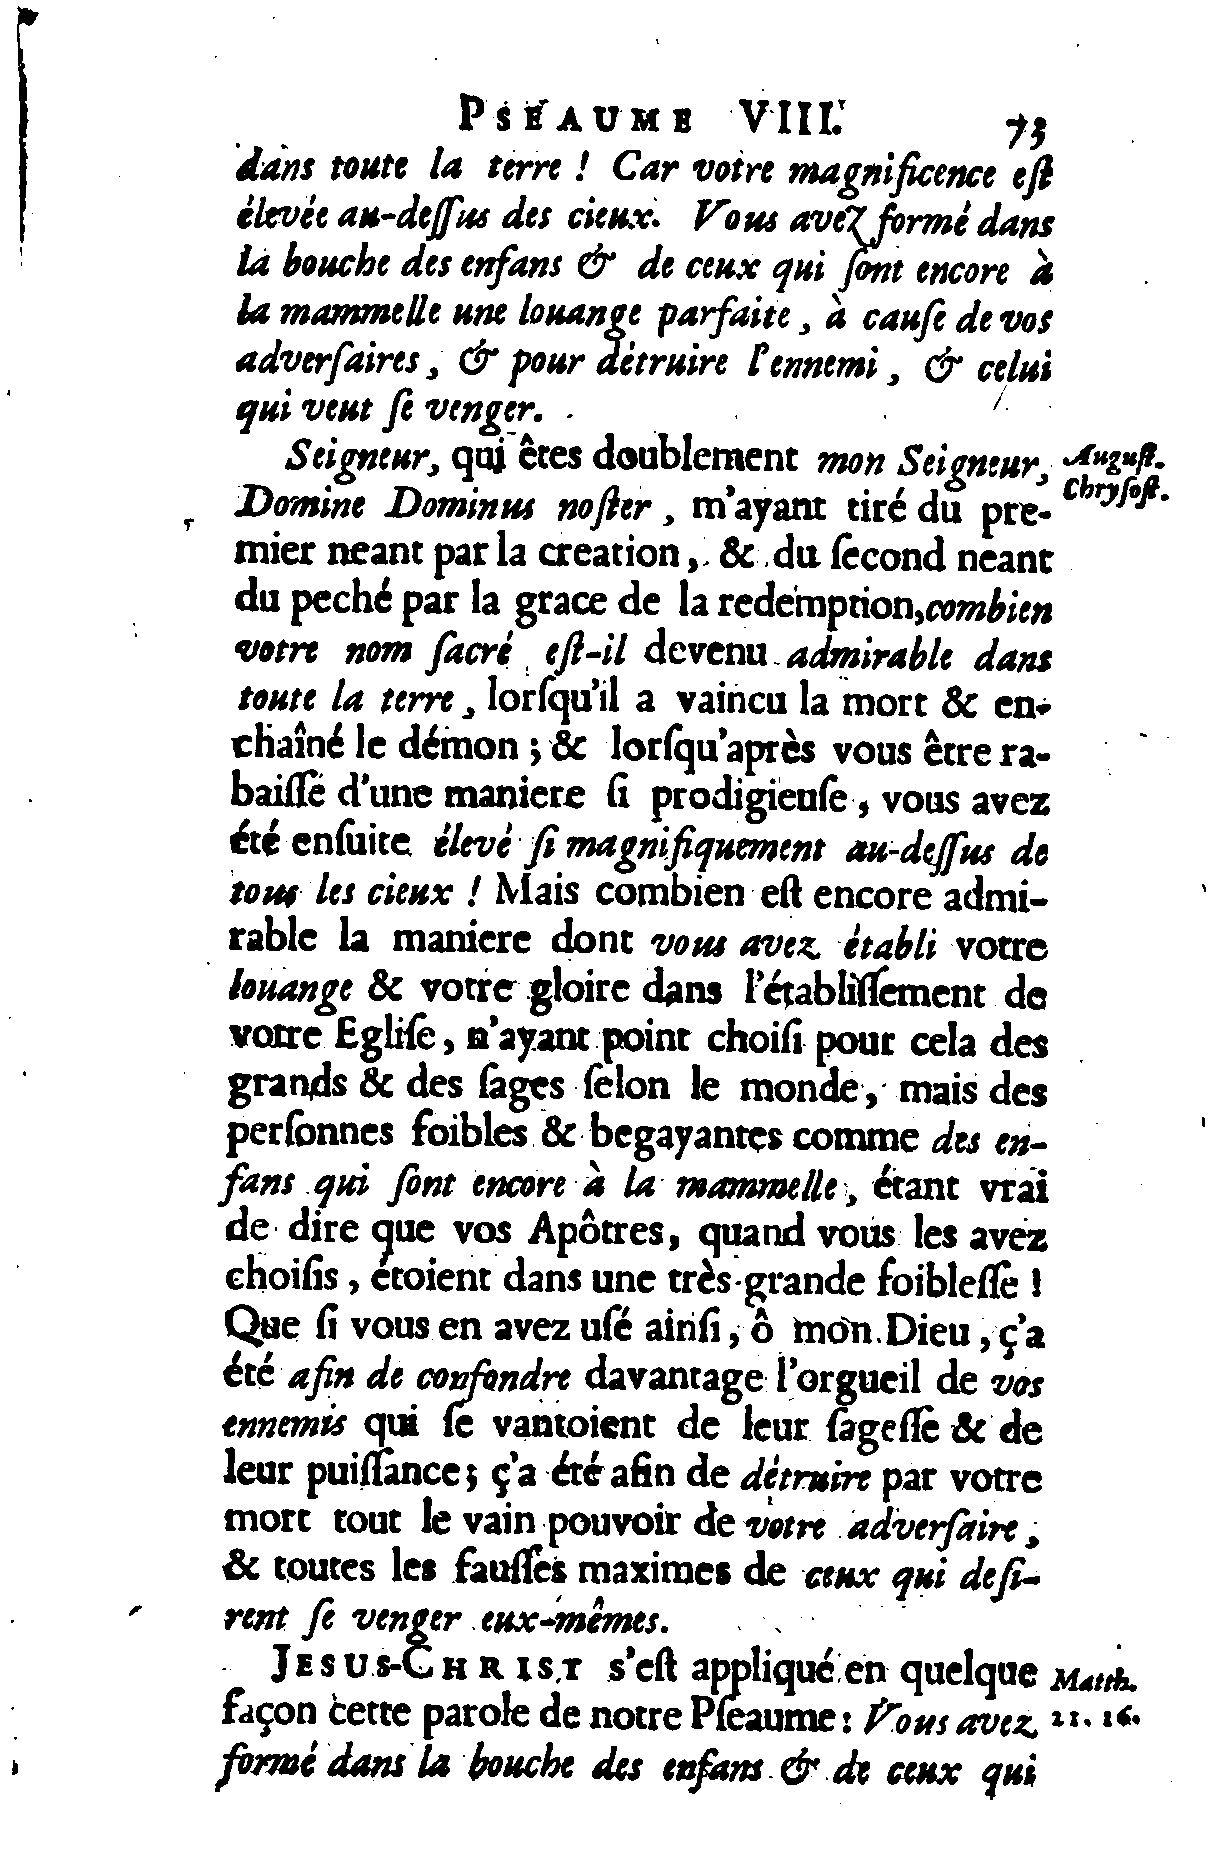 PSEAUME VIII. 73
dans toute la terre ! Car votre magnificence eſt
élevée au-deſſus des cieux. Vous avez formé dans
la bouche des enfans & de ceux qui ſont encore à
la mammelle une louange parfaite, à cauſe de vos
adverſaires, & pour détruire l'ennemi, & celui
qui veut ſe venger.
Seigneur, qui êtes doublement mon Seigneur, Auguſt.
Domine Dominus noſter, m'ayant tiré du pre- Chryſoſt.
mier neant par la creation, & du ſecond neant
du peché par la grace de la redemption, combien
votre nom ſacré eſt-il devenu admirable dans
toute la terre, lorſqu'il a vaincu la mort & en-
chaîné le démon ; & lorſqu'après vous être ra-
baiſſé d'une maniere ſi prodigieuſe, vous avez
été enſuite élevé ſi magnifiquement au-deſſus de
tous les cieux ! Mais combien eſt encore admi-
rable la maniere dont vous avez établi votre
louange & votre gloire dans l'établiſſement de
votre Egliſe, n'ayant point choiſi pour cela des
grands & des ſages ſelon le monde, mais des
perſonnes foibles & begayantes comme des en-
fans qui ſont encore à la mammelle, étant vrai
de dire que vos Apôtres, quand vous les avez
choiſis, étoient dans une très-grande foibleſſe !
Que ſi vous en avez uſé ainſi, ô mon Dieu, ç'a
été afin de confondre davantage l'orgueil de vos
ennemis qui ſe vantoient de leur ſageſſe & de
leur puiſſance; ç'a été afin de détruire par votre
mort tout le vain pouvoir de votre adverſaire,
& toutes les fauſſes maximes de ceux qui deſi-
rent ſe venger eux-mêmes.
JESUS-CHRIST s'eſt appliqué en quelque Matth.
façon cette parole de notre Pſeaume : Vous avez 21. 16.
formé dans la bouche des enfans & de ceux qui